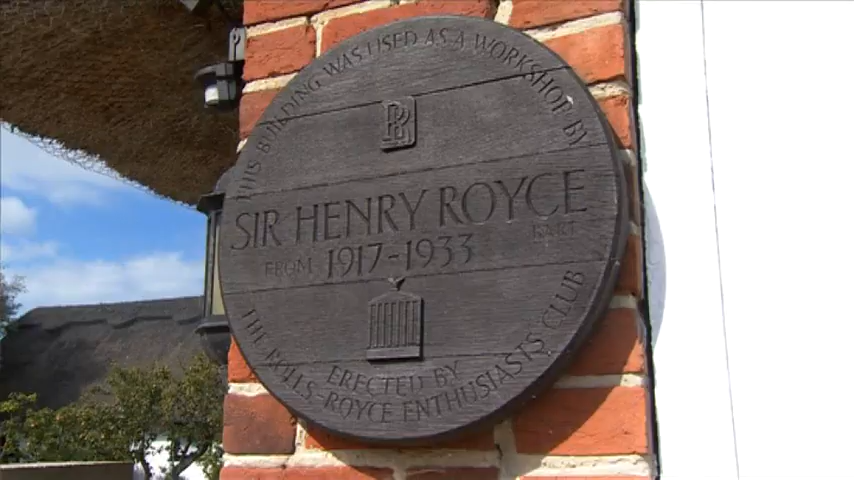 THIS BUILDING WAS USED AS A WORKSHOP BY
RR
SIR HENRY ROYCE
BART
FROM 1917-1933
ERECTED BY
THE ROLLS-ROYCE ENTHUSIASTS CLUB